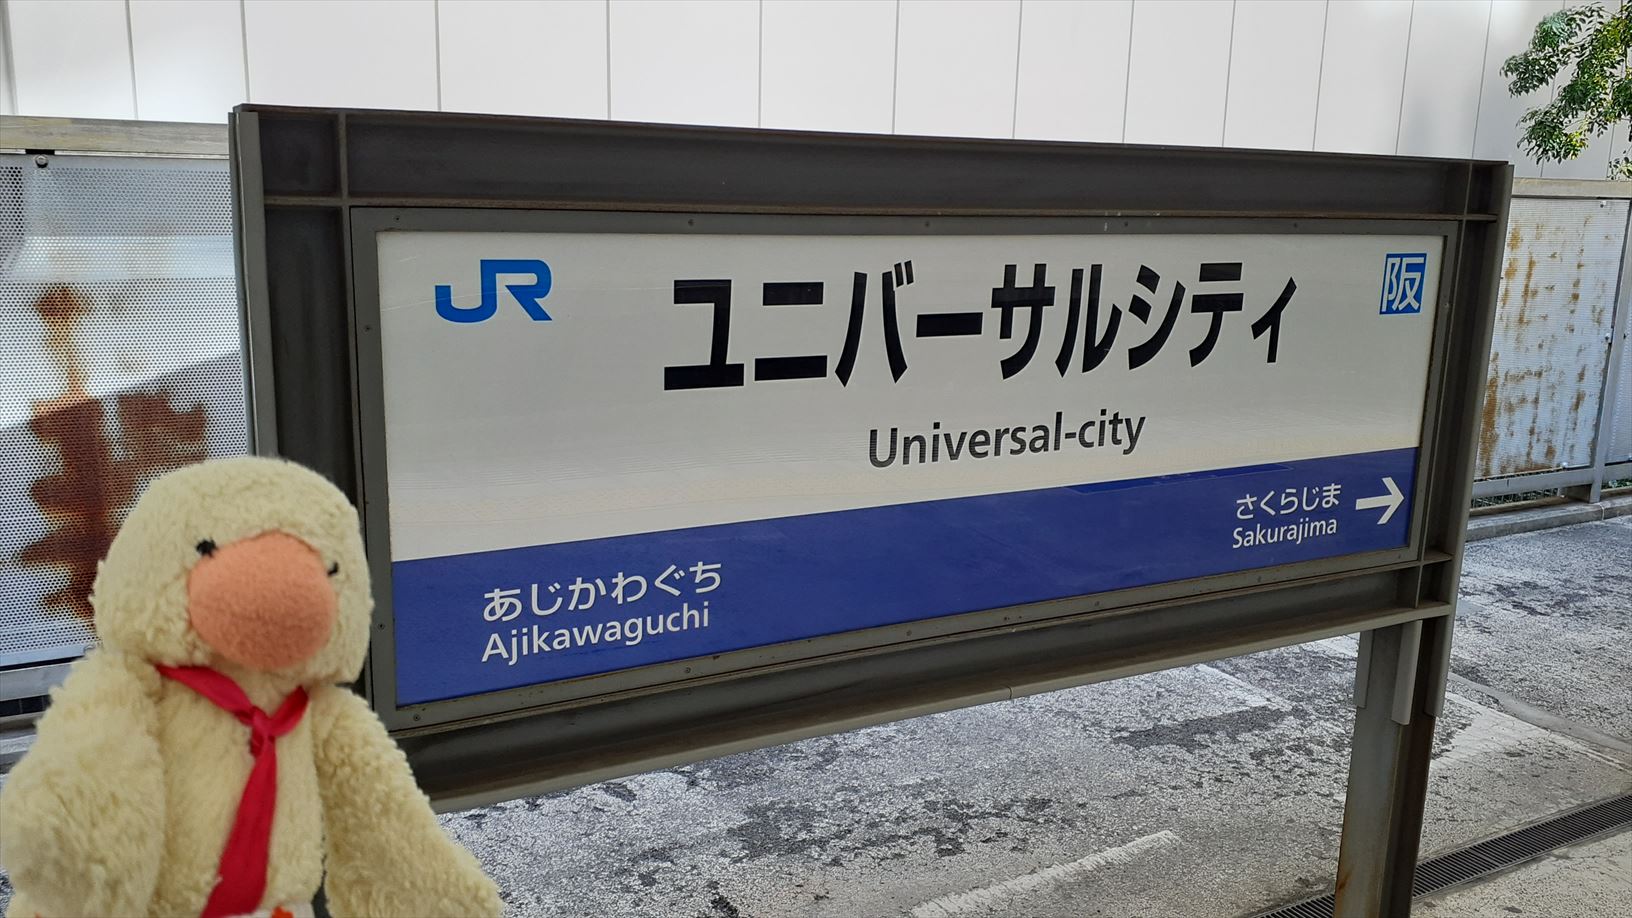 JR
ユニバーサルシティ
阪
Universal-city
さくらじま
Sakurajima
あじかわぐち
Ajikawaguchi